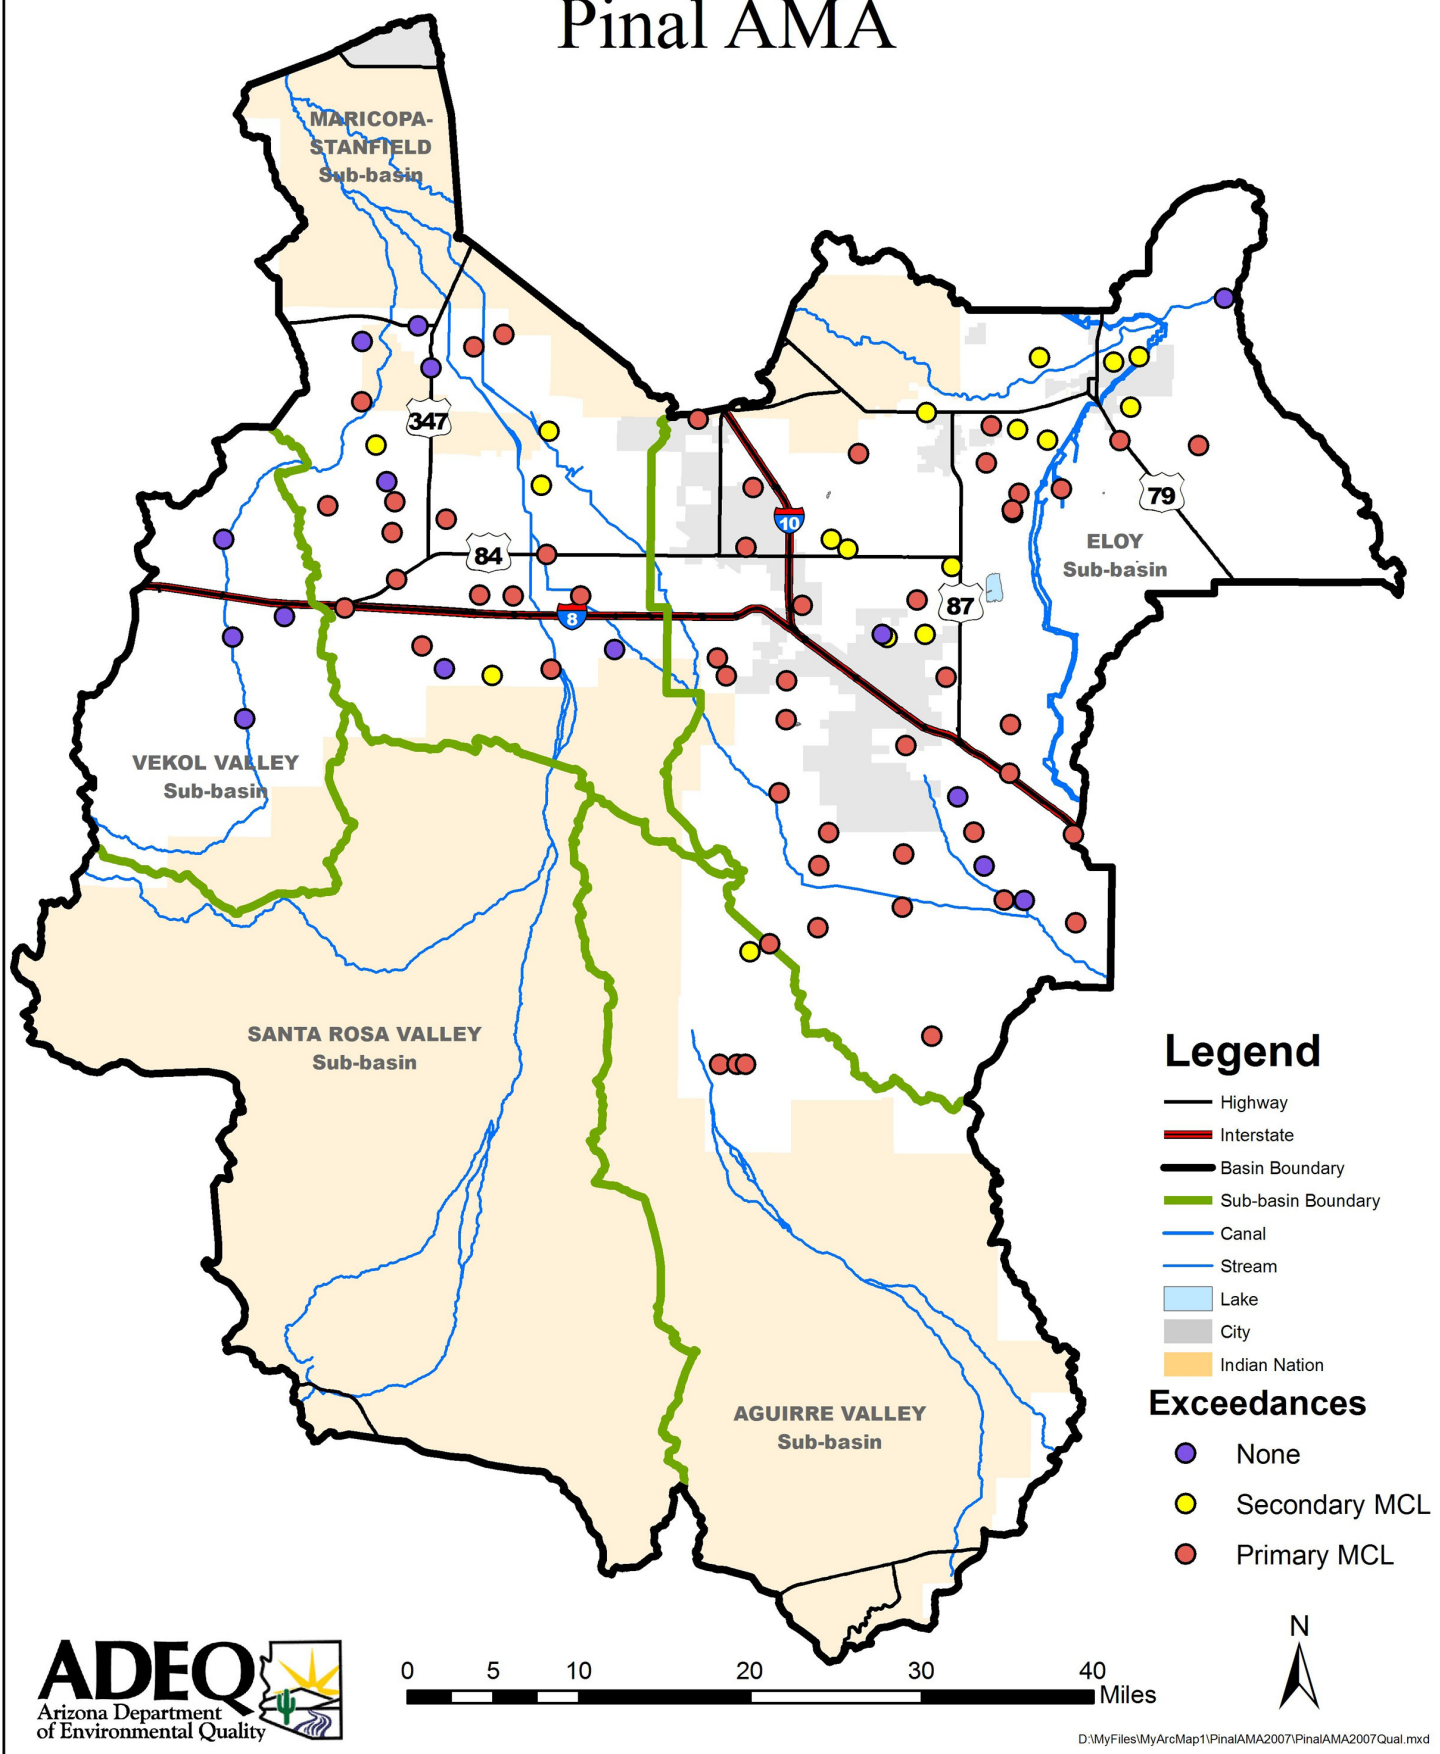 Pinal AMA
MARICOPA-
STANFIELD
Sub-basin
347
79
10
ELOY
Sub-basin
84
87
8
VEKOL VALLEY
Sub-basin
SANTA ROSA VALLEY
Sub-basin
AGUIRRE VALLEY
Sub-basin
Legend
Highway
Interstate
Basin Boundary
Sub-basin Boundary
Canal
Stream
Lake
City
Indian Nation
Exceedances
None
Secondary MCL
Primary MCL
N
ADEQ
Arizona Department
of Environmental Quality
0 5 10 20 30 40
Miles
D:\MyFiles\MyArcMap1\PinalAMA2007\PinalAMA2007Qual.mxd